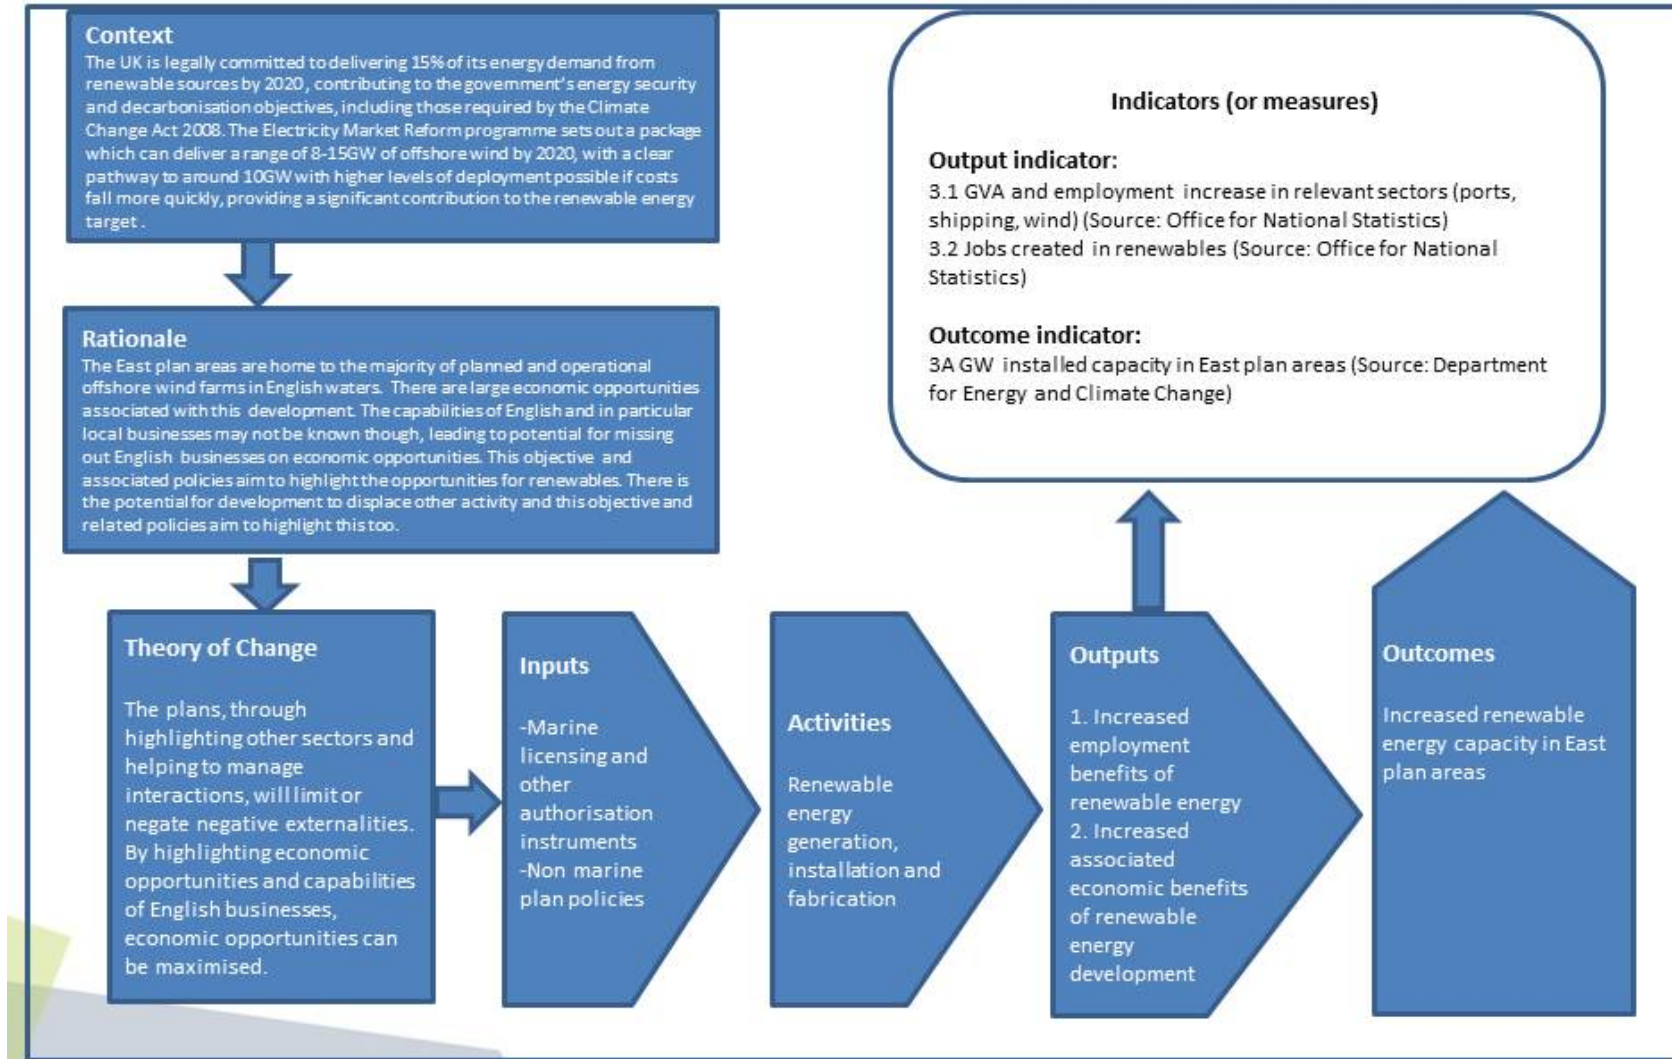 Context
The UK is legally committed to delivering 15% of its energy demand from
renewable sources by 2020, contributing to the government's energy security
and decarbonisation objectives, including those required by the Climate
Change Act 2008. The Electricity Market Reform programme sets out a package
which can deliver a range of 8-15GW of offshore wind by 2020, with a clear
pathway to around 10GW with higher levels of deployment possible if costs
fall more quickly, providing a significant contribution to the renewable energy
target .
Rationale
The East plan areas are home to the majority of planned and operational
offshore wind farms in English waters. There are large economic opportunities
associated with this development. The capabilities of English and in particular
local businesses may not be known though, leading to potential for missing
out English businesses on economic opportunities. This objective and
associated policies aim to highlight the opportunities for renewables. There is
the potential for development to displace other activity and this objective and
related policies aim to highlight this too.
Indicators (or measures)
Output indicator:
3.1 GVA and employment increase in relevant sectors (ports,
shipping, wind) (Source: Office for National Statistics)
3.2 Jobs created in renewables (Source: Office for National
Statistics)
Outcome indicator:
3A GW installed capacity in East plan areas (Source: Department
for Energy and Climate Change)
Theory of Change
The plans, through
highlighting other sectors and
helping to manage
interactions, will limit or
negate negative externalities.
By highlighting economic
opportunities and capabilities
of English businesses,
economic opportunities can
be maximised.
Inputs
-Marine
licensing and
other
authorisation
instruments
-Non marine
plan policies
Activities
Renewable
energy
generation,
installation and
fabrication
Outputs
1. Increased
employment
benefits of
renewable energy
2. Increased
associated
economic benefits
of renewable
energy
development
Outcomes
Increased renewable
energy capacity in East
plan areas